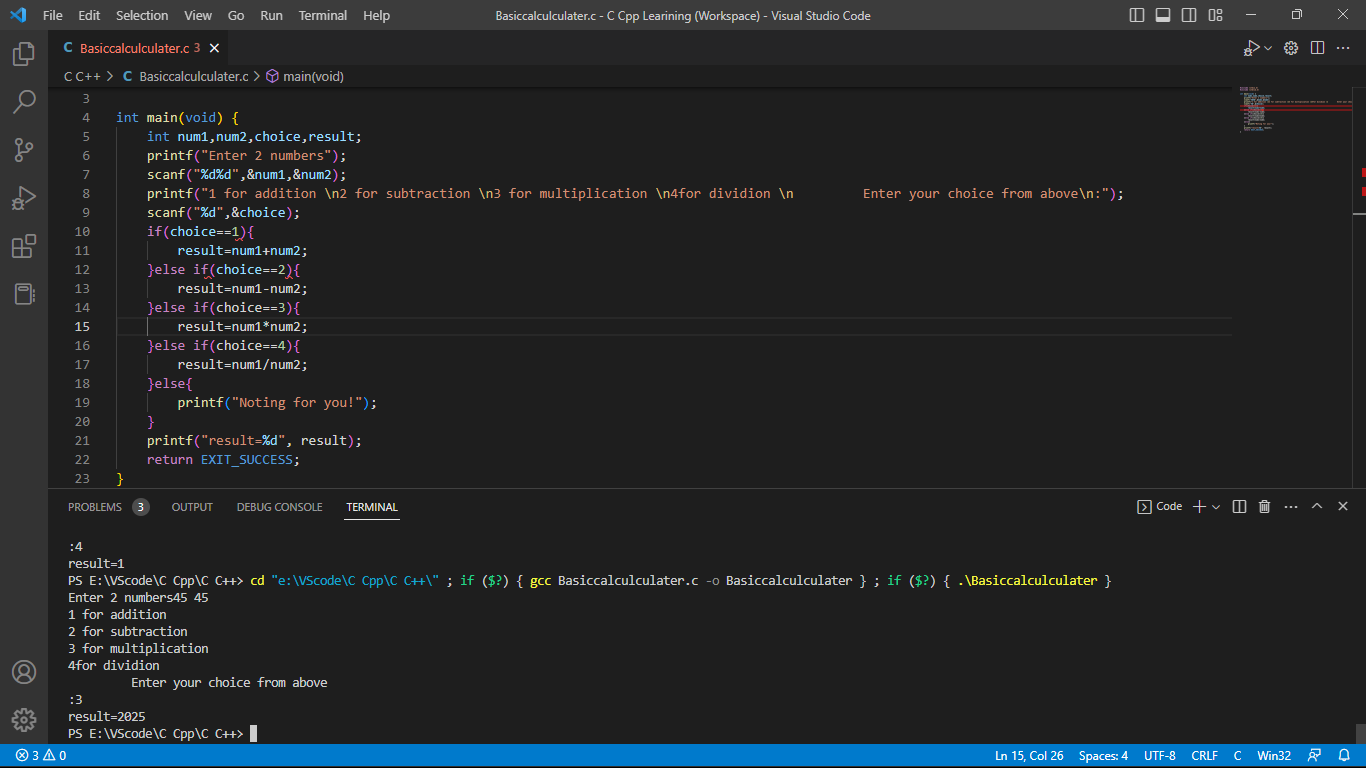 File Edit Selection View Go Run Terminal Help Basiccalculculater.c - C Cpp Learining (Workspace) - Visual Studio Code
C Basiccalculculater.c 3
C C++ > C Basiccalculculater.c > main(void)
3
4 int main(void) {
5     int num1,num2,choice,result;
6     printf("Enter 2 numbers");
7     scanf("%d%d",&num1,&num2);
8     printf("1 for addition \n2 for subtraction \n3 for multiplication \n4for dividion \n         Enter your choice from above\n:");
9     scanf("%d",&choice);
10     if(choice==1){
11         result=num1+num2;
12     }else if(choice==2){
13         result=num1-num2;
14     }else if(choice==3){
15         result=num1*num2;
16     }else if(choice==4){
17         result=num1/num2;
18     }else{
19         printf("Noting for you!");
20     }
21     printf("result=%d", result);
22     return EXIT_SUCCESS;
23 }
PROBLEMS 3 OUTPUT DEBUG CONSOLE TERMINAL Code
:4
result=1
PS E:\VScode\C Cpp\C C++> cd "e:\VScode\C Cpp\C C++\" ; if ($?) { gcc Basiccalculculater.c -o Basiccalculculater } ; if ($?) { .\Basiccalculculater }
Enter 2 numbers45 45
1 for addition
2 for subtraction
3 for multiplication
4for dividion
        Enter your choice from above
:3
result=2025
PS E:\VScode\C Cpp\C C++>
3 0 Ln 15, Col 26 Spaces: 4 UTF-8 CRLF C Win32